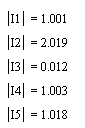 |I1| = 1.001
|I2| = 2.019
|I3| = 0.012
|I4| = 1.003
|I5| = 1.018